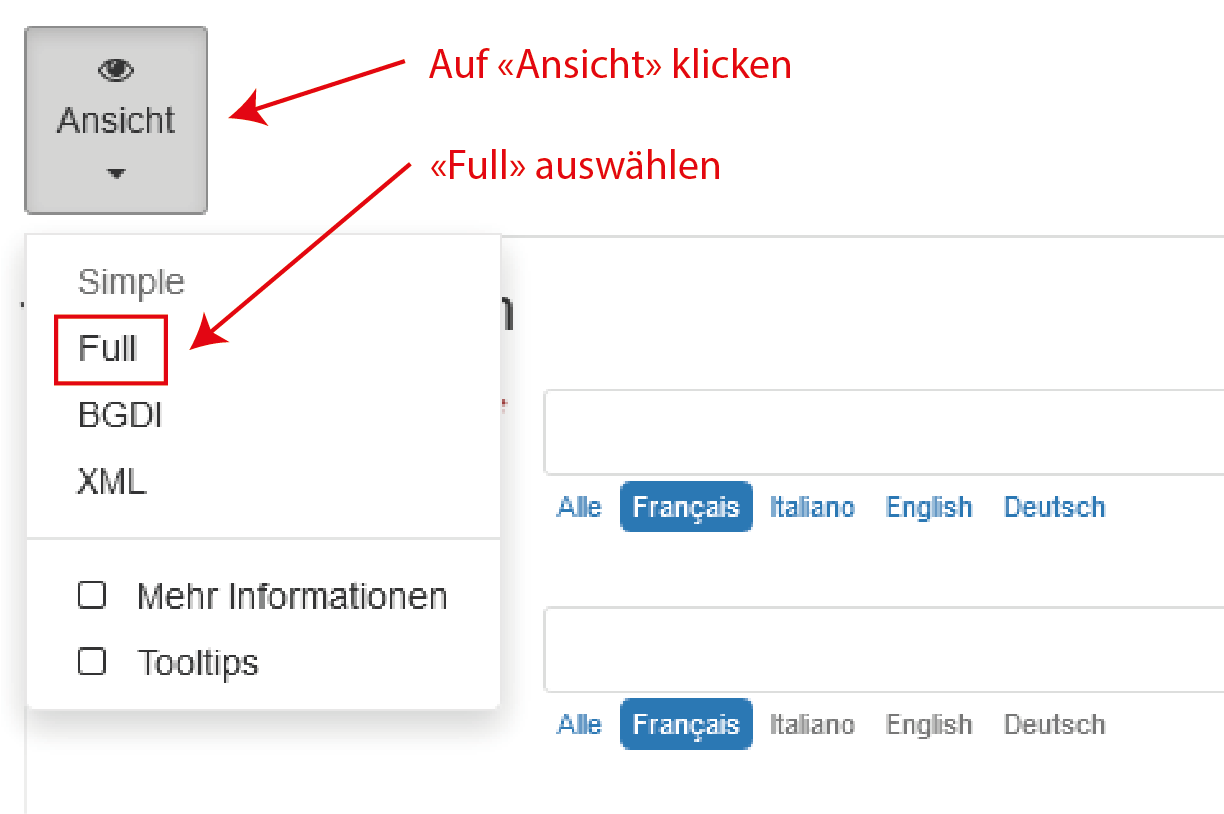 Ansicht
Auf «Ansicht» klicken
«Full» auswählen
Simple
Full
BGDI
XML
Mehr Informationen
Tooltips
Alle Français Italiano English Deutsch
Alle Français Italiano English Deutsch